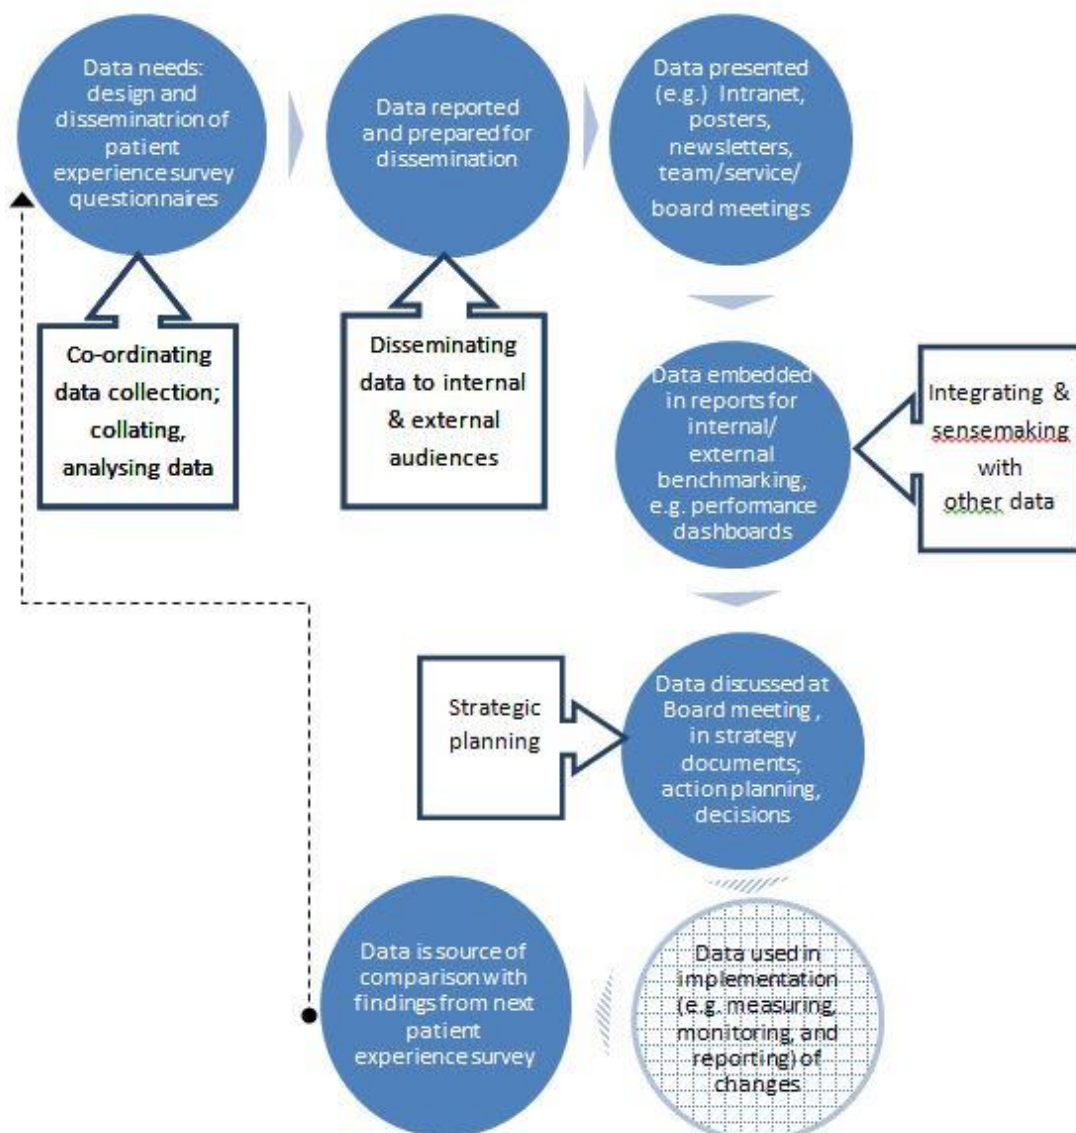 Data needs:
design and
disseminatrion of
patient
experience survey
questionnaires
Data reported
and prepared for
dissemination
Data presented
(e.g.) Intranet,
posters,
newsletters,
team/service/
board meetings
Co-ordinating
data collection;
collating,
analysing data
Disseminating
data to internal
& external
audiences
Data embedded
in reports for
internal/
external
benchmarking,
e.g. performance
dashboards
Integrating &
sensemaking
with
other data
Strategic
planning
Data discussed at
Board meeting ,
in strategy
documents;
action planning,
decisions
Data used in
implementation
(e.g. measuring,
monitoring, and
reporting) of
changes
Data is source of
comparison with
findings from next
patient
experience survey